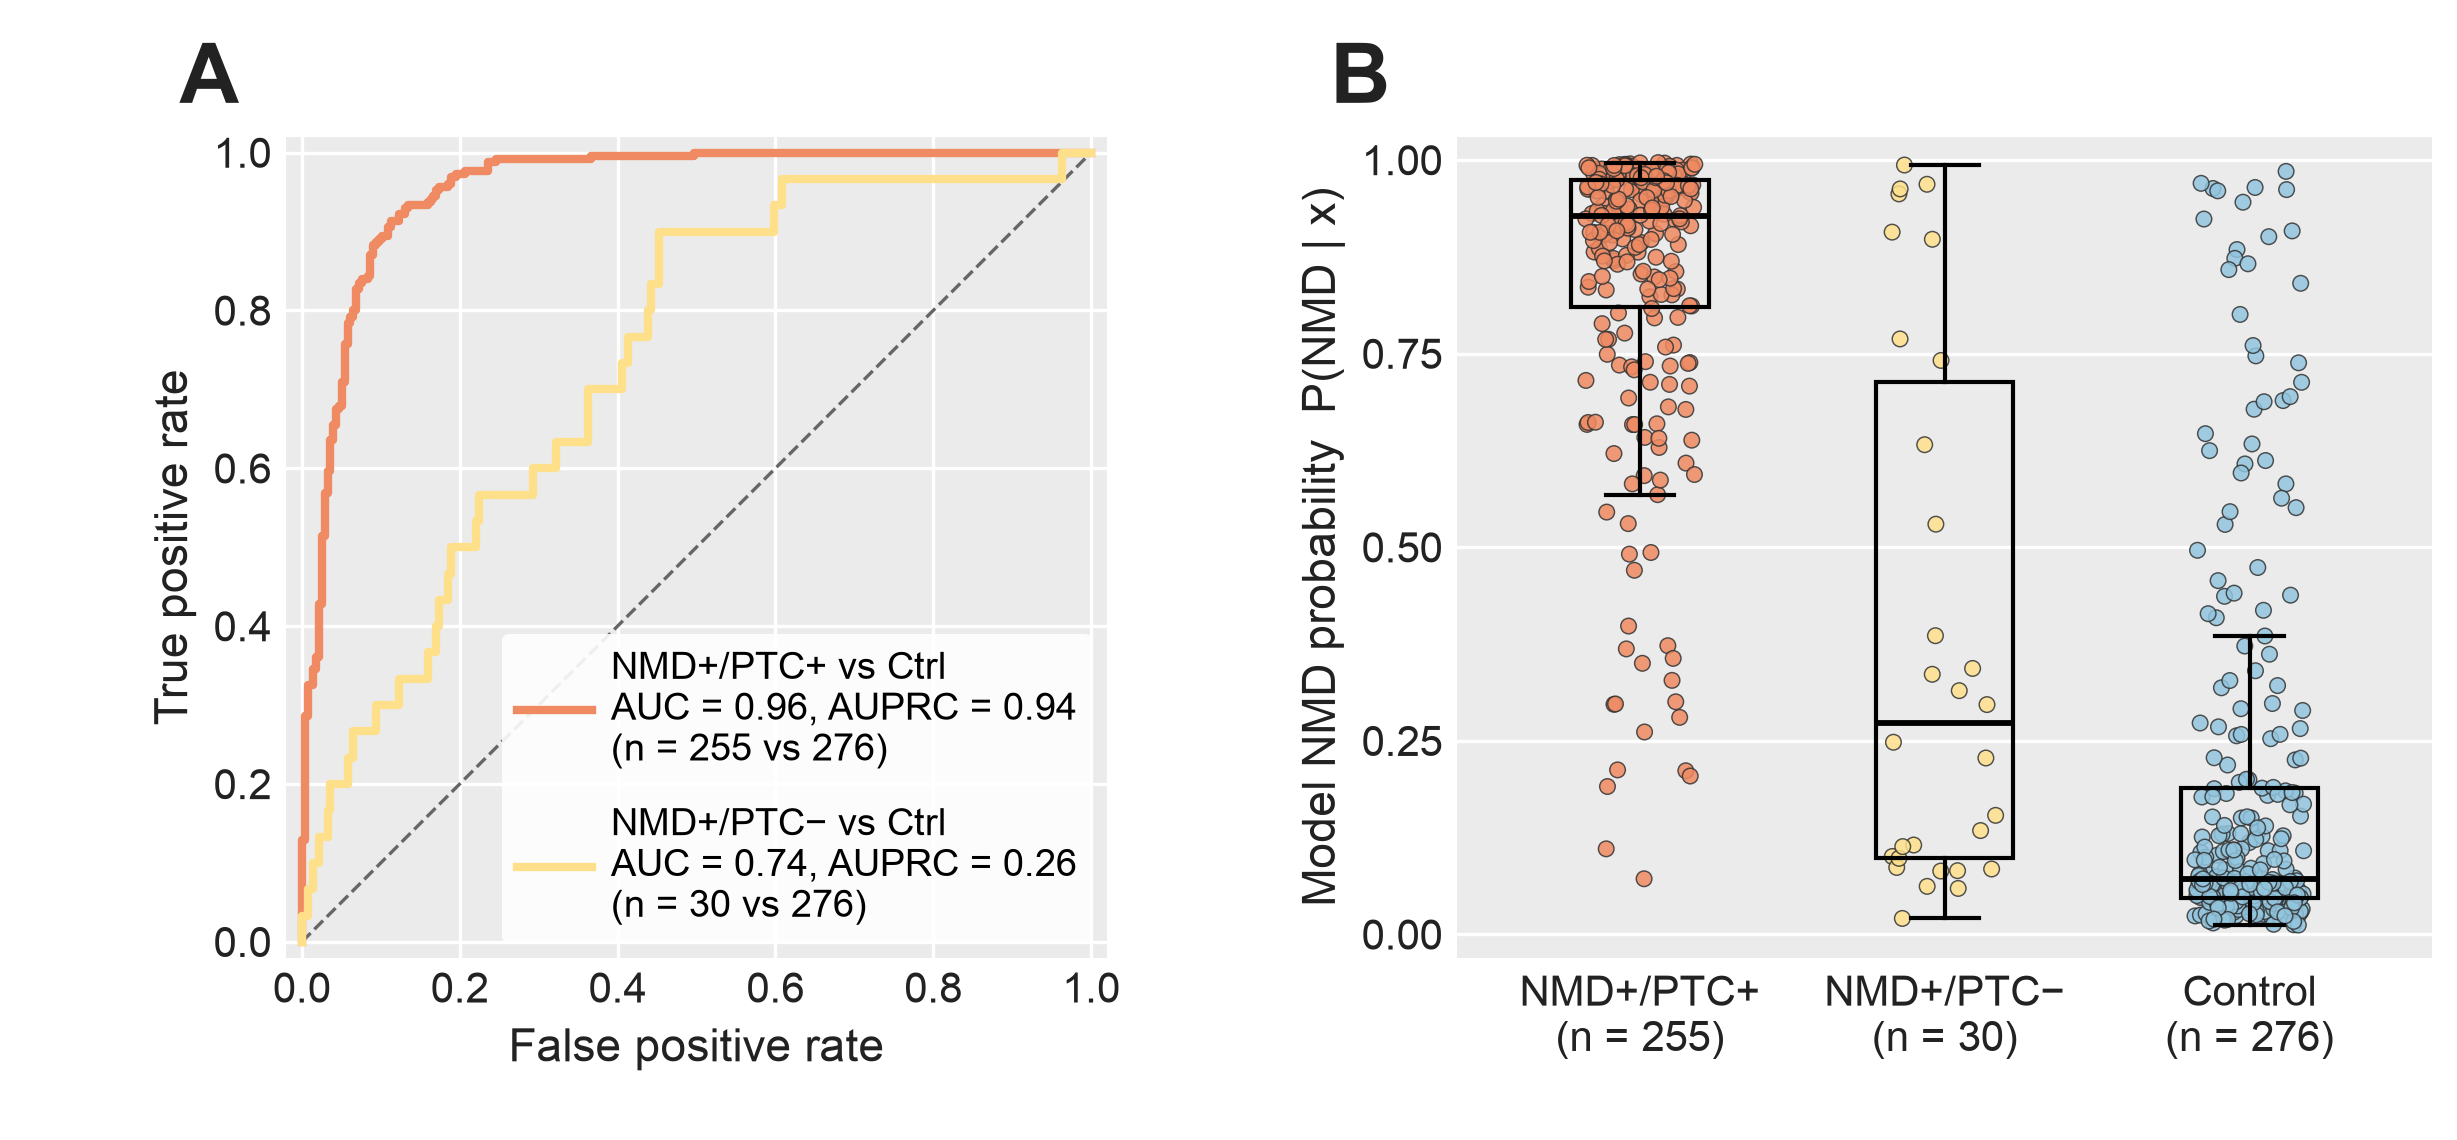 A
True positive rate
1.0
0.8
0.6
0.4
0.2
0.0
NMD+/PTC+ vs Ctrl
AUC = 0.96, AUPRC = 0.94
(n = 255 vs 276)
NMD+/PTC− vs Ctrl
AUC = 0.74, AUPRC = 0.26
(n = 30 vs 276)
0.0 0.2 0.4 0.6 0.8 1.0
False positive rate
B
Model NMD probability P(NMD | x)
1.00
0.75
0.50
0.25
0.00
NMD+/PTC+ NMD+/PTC− Control
(n = 255) (n = 30) (n = 276)